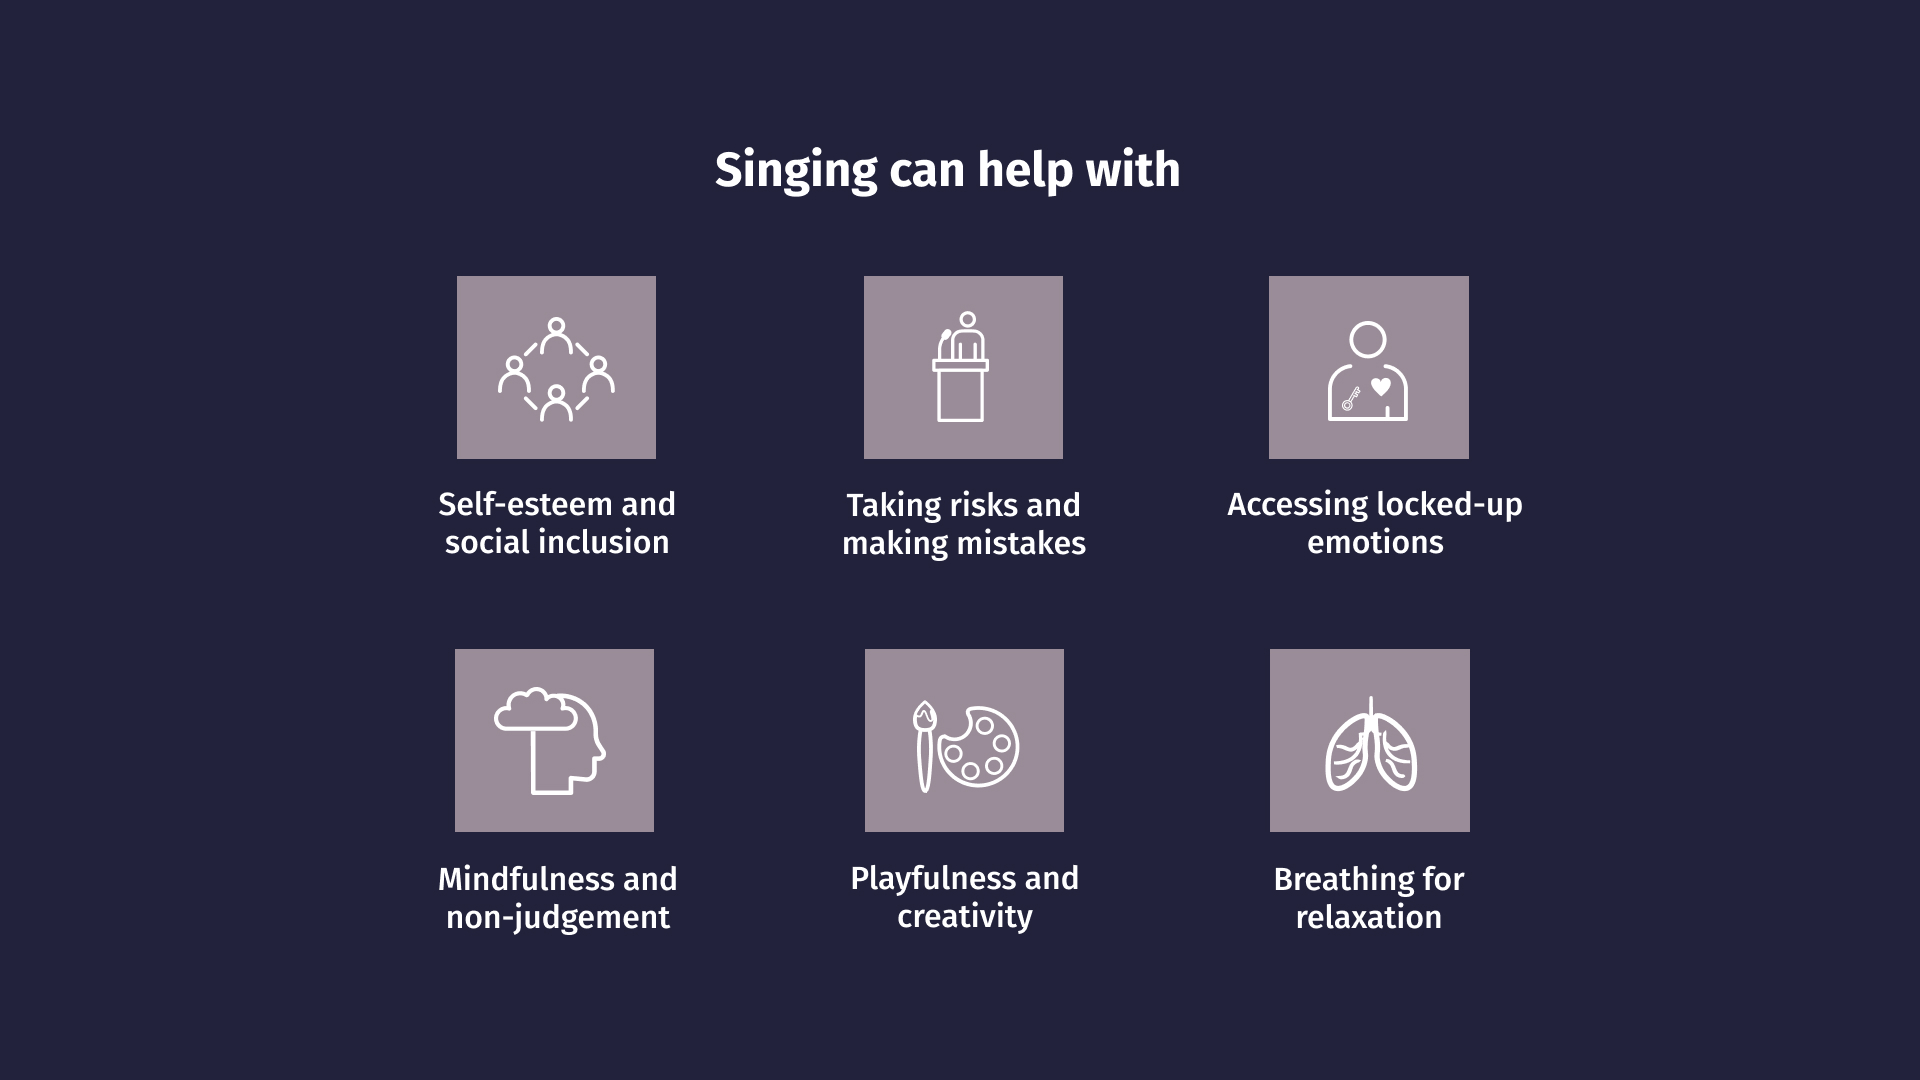 Singing can help with
Self-esteem and
social inclusion
Taking risks and
making mistakes
Accessing locked-up
emotions
Mindfulness and
non-judgement
Playfulness and
creativity
Breathing for
relaxation